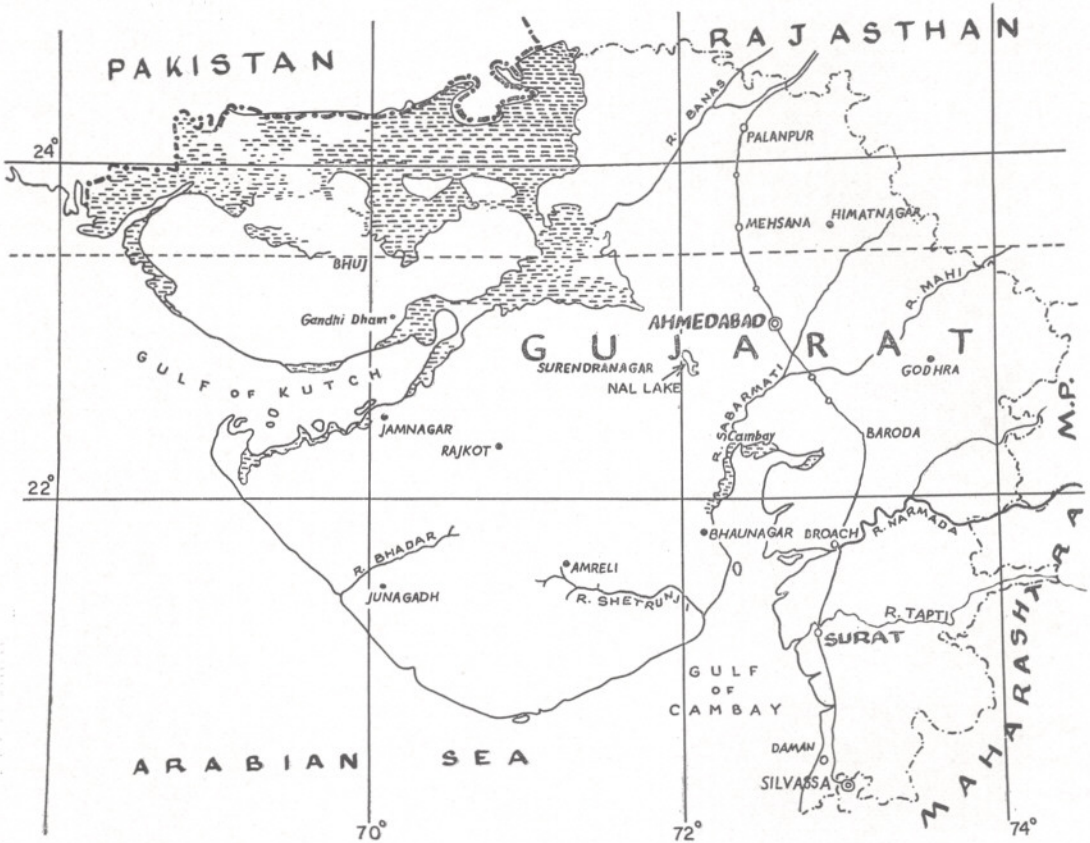 RAJASTHAN
PAKISTAN
R. BANAS
PALANPUR
24°
MEHSANA
HIMATNAGAR
BHUJ
R. MAHI
Gandhi Dham
AHMEDABAD
GUJARAT
GULF OF KUTCH
SURENDRANAGAR
NAL LAKE
GODHRA
R. SABARMATI
M.P.
JAMNAGAR
RAJKOT
Cambay
BARODA
22°
BHAUNAGAR
BROACH
R. NARMADA
R. BHADAR
AMRELI
JUNAGADH
R. SHETRUNJI
R. TAPTI
SURAT
MAHARASHTRA
GULF
OF
CAMBAY
DAMAN
ARABIAN SEA
SILVASSA
70°
72°
74°